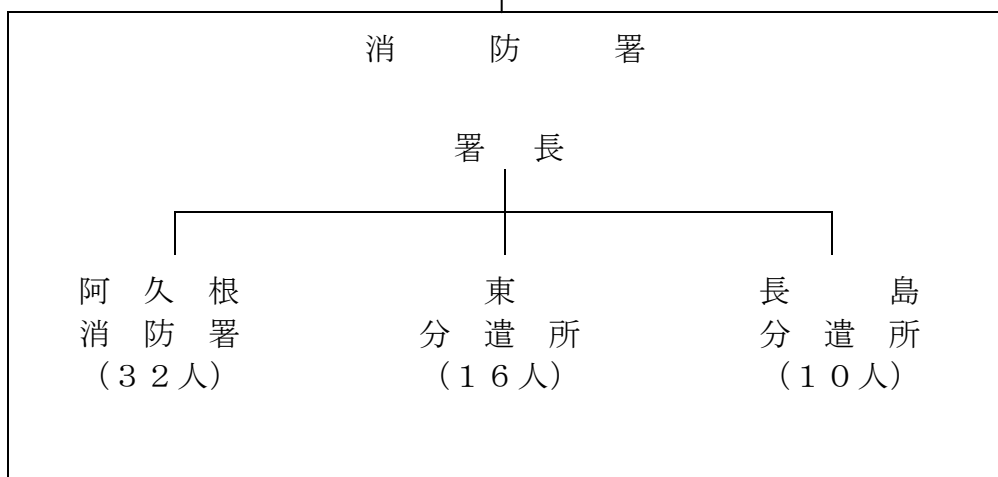 消防署
署長
阿久根
消防署
（３２人）
東
分遣所
（１６人）
長島
分遣所
（１０人）